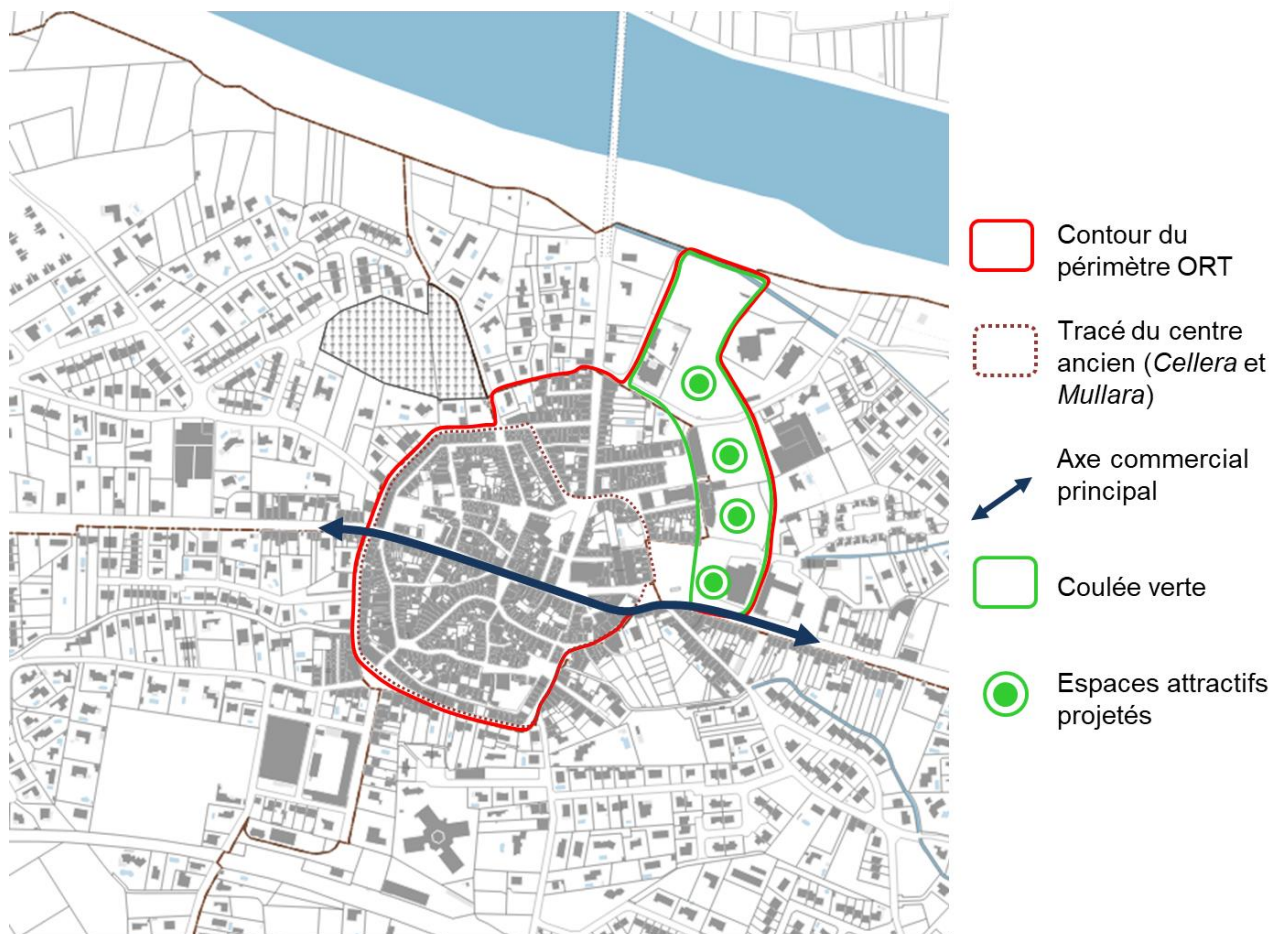 Contour du
périmètre ORT
Tracé du centre
ancien (Cellera et
Mullara)
Axe commercial
principal
Coulée verte
Espaces attractifs
projetés